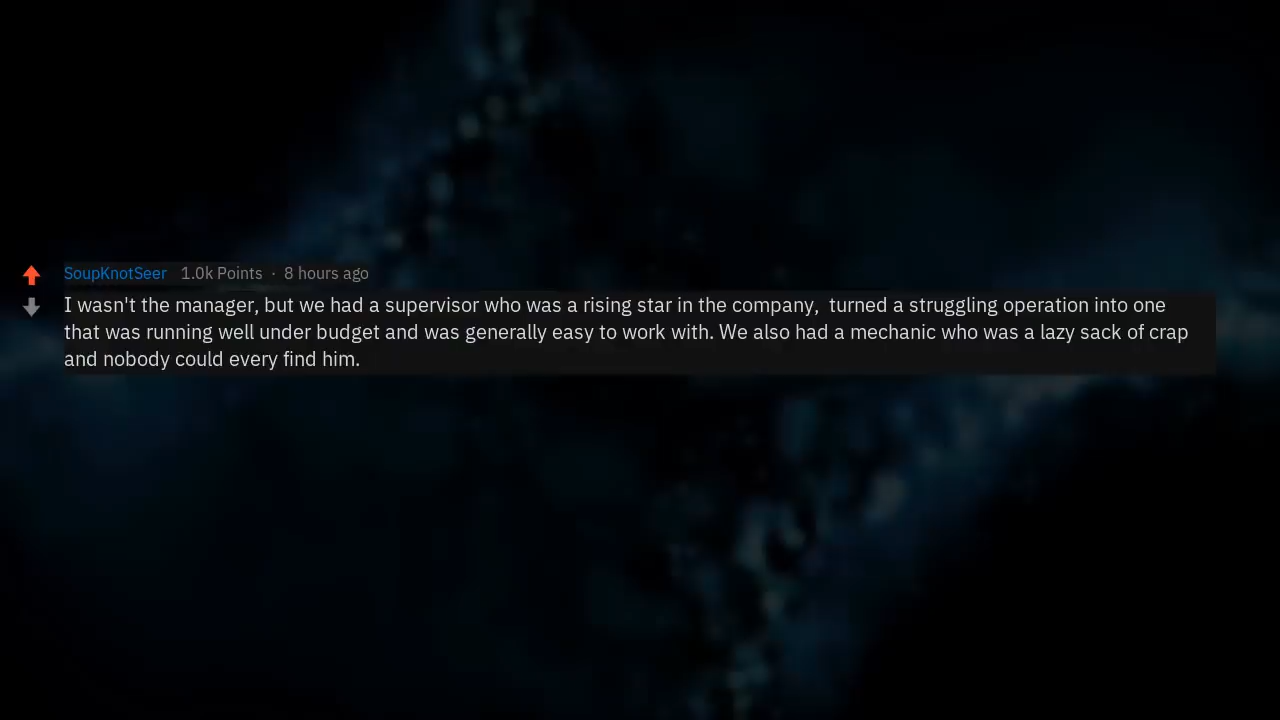 SoupKnotSeer 1.0k Points · 8 hours ago
I wasn't the manager, but we had a supervisor who was a rising star in the company,  turned a struggling operation into one
that was running well under budget and was generally easy to work with. We also had a mechanic who was a lazy sack of crap
and nobody could every find him.